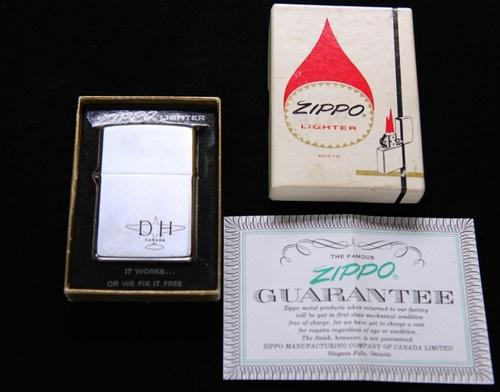 ZIPPO LIGHTER
D H
CANADA
IT WORKS...
OR WE FIX IT FREE
ZIPPO®
LIGHTER
THE FAMOUS
ZIPPO®
GUARANTEE
Zippo metal products when returned to our factory
will be put in first class mechanical condition
free of charge, for we have yet to charge a cent
for repairs regardless of age or condition.
The finish, however, is not guaranteed.
ZIPPO MANUFACTURING COMPANY OF CANADA LIMITED
Niagara Falls, Ontario